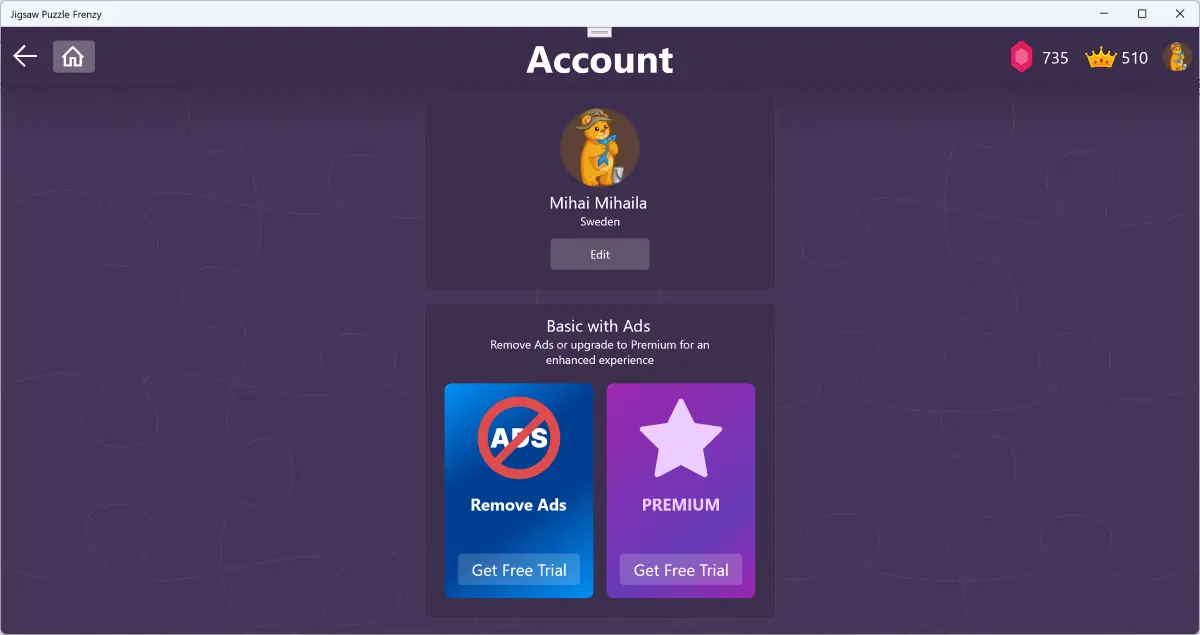 Jigsaw Puzzle Frenzy
Account
735
510
Mihai Mihaila
Sweden
Edit
Basic with Ads
Remove Ads or upgrade to Premium for an
enhanced experience
ADS
Remove Ads
Get Free Trial
PREMIUM
Get Free Trial